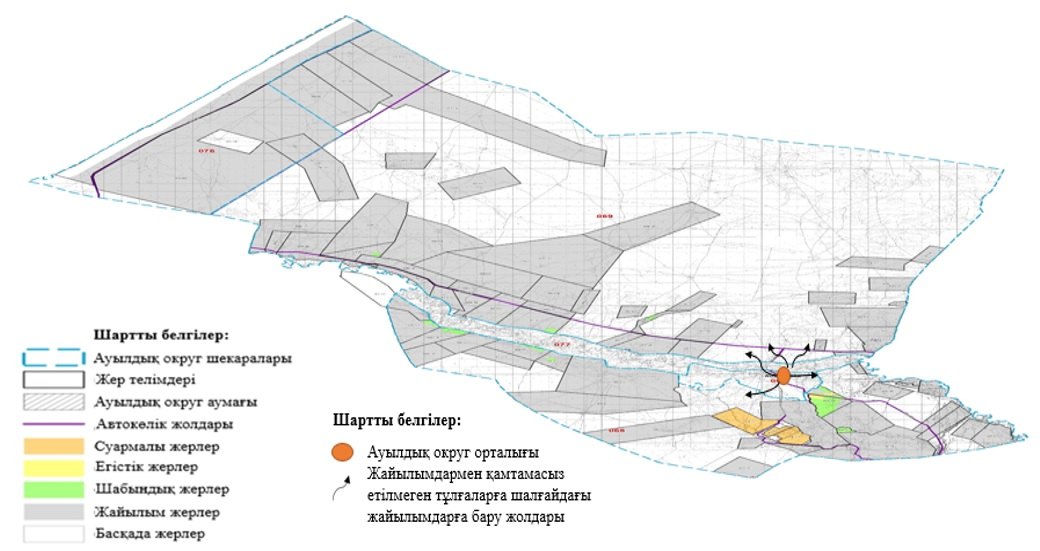 076
069
077
068
Шартты белгілер:
Ауылдық округ шекаралары
Жер телімдері
Ауылдық округ аумағы
Автокөлік жолдары
Суармалы жерлер
Егістік жерлер
Шабындық жерлер
Жайылым жерлер
Басқада жерлер
Шартты белгілер:
Ауылдық округ орталығы
Жайылымдармен қамтамасыз
етілмеген тұлғаларға шалғайдағы
жайылымдарға бару жолдары